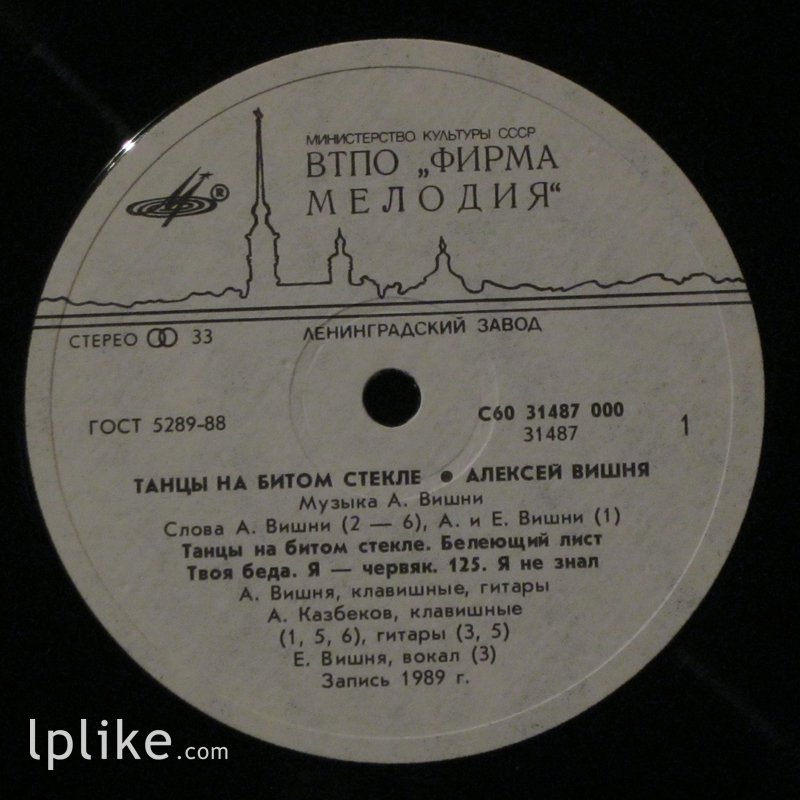 МИНИСТЕРСТВО КУЛЬТУРЫ СССР
ВТПО „ФИРМА
МЕЛОДИЯ“
®
СТЕРЕО 33
ЛЕНИНГРАДСКИЙ ЗАВОД
ГОСТ 5289-88
С60 31487 000
31487
1
ТАНЦЫ НА БИТОМ СТЕКЛЕ ● АЛЕКСЕЙ ВИШНЯ
Музыка А. Вишни
Слова А. Вишни (2 — 6), А. и Е. Вишни (1)
Танцы на битом стекле. Белеющий лист
Твоя беда. Я — червяк. 125. Я не знал
А. Вишня, клавишные, гитары
А. Казбеков, клавишные
(1, 5, 6), гитары (3, 5)
Е. Вишня, вокал (3)
Запись 1989 г.
lplike.com